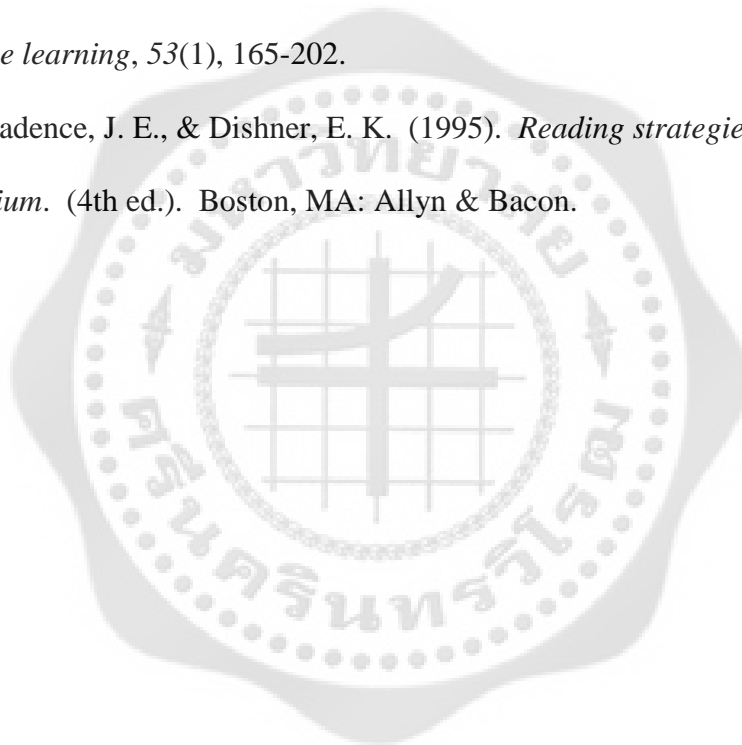 e learning, 53(1), 165-202.
adence, J. E., & Dishner, E. K. (1995). Reading strategie
ium. (4th ed.). Boston, MA: Allyn & Bacon.
มหาวิทยาลัย
ศรีนครินทรวิโรฒ